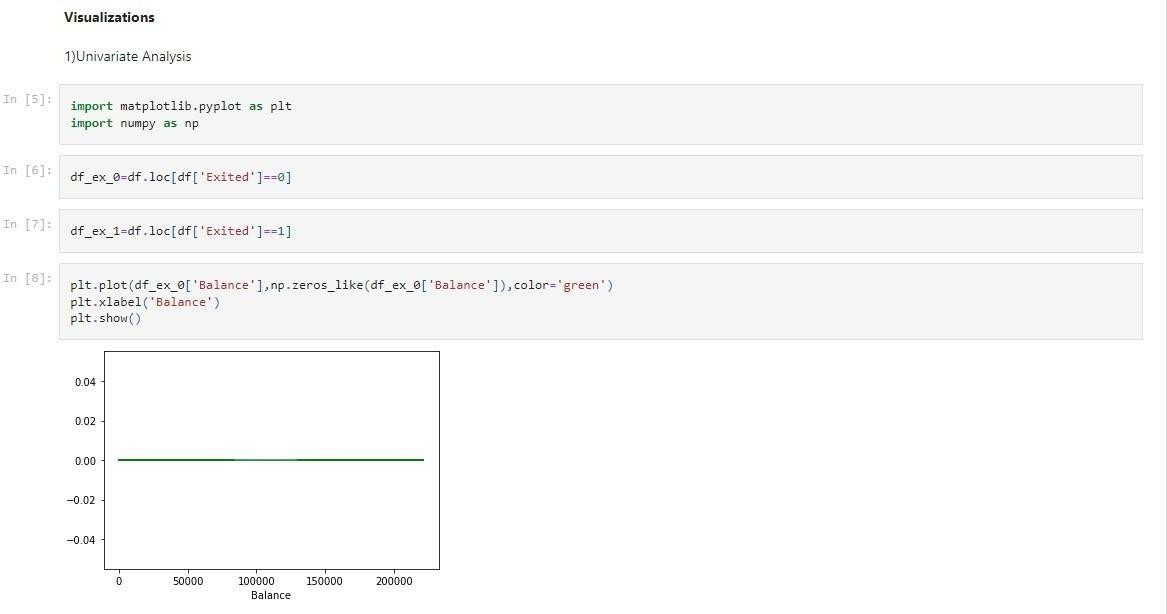 Visualizations
1)Univariate Analysis
In [5]:
import matplotlib.pyplot as plt
import numpy as np
In [6]:
df_ex_0=df.loc[df['Exited']==0]
In [7]:
df_ex_1=df.loc[df['Exited']==1]
In [8]:
plt.plot(df_ex_0['Balance'],np.zeros_like(df_ex_0['Balance']),color='green')
plt.xlabel('Balance')
plt.show()
0.04
0.02
0.00
−0.02
−0.04
0 50000 100000 150000 200000
Balance